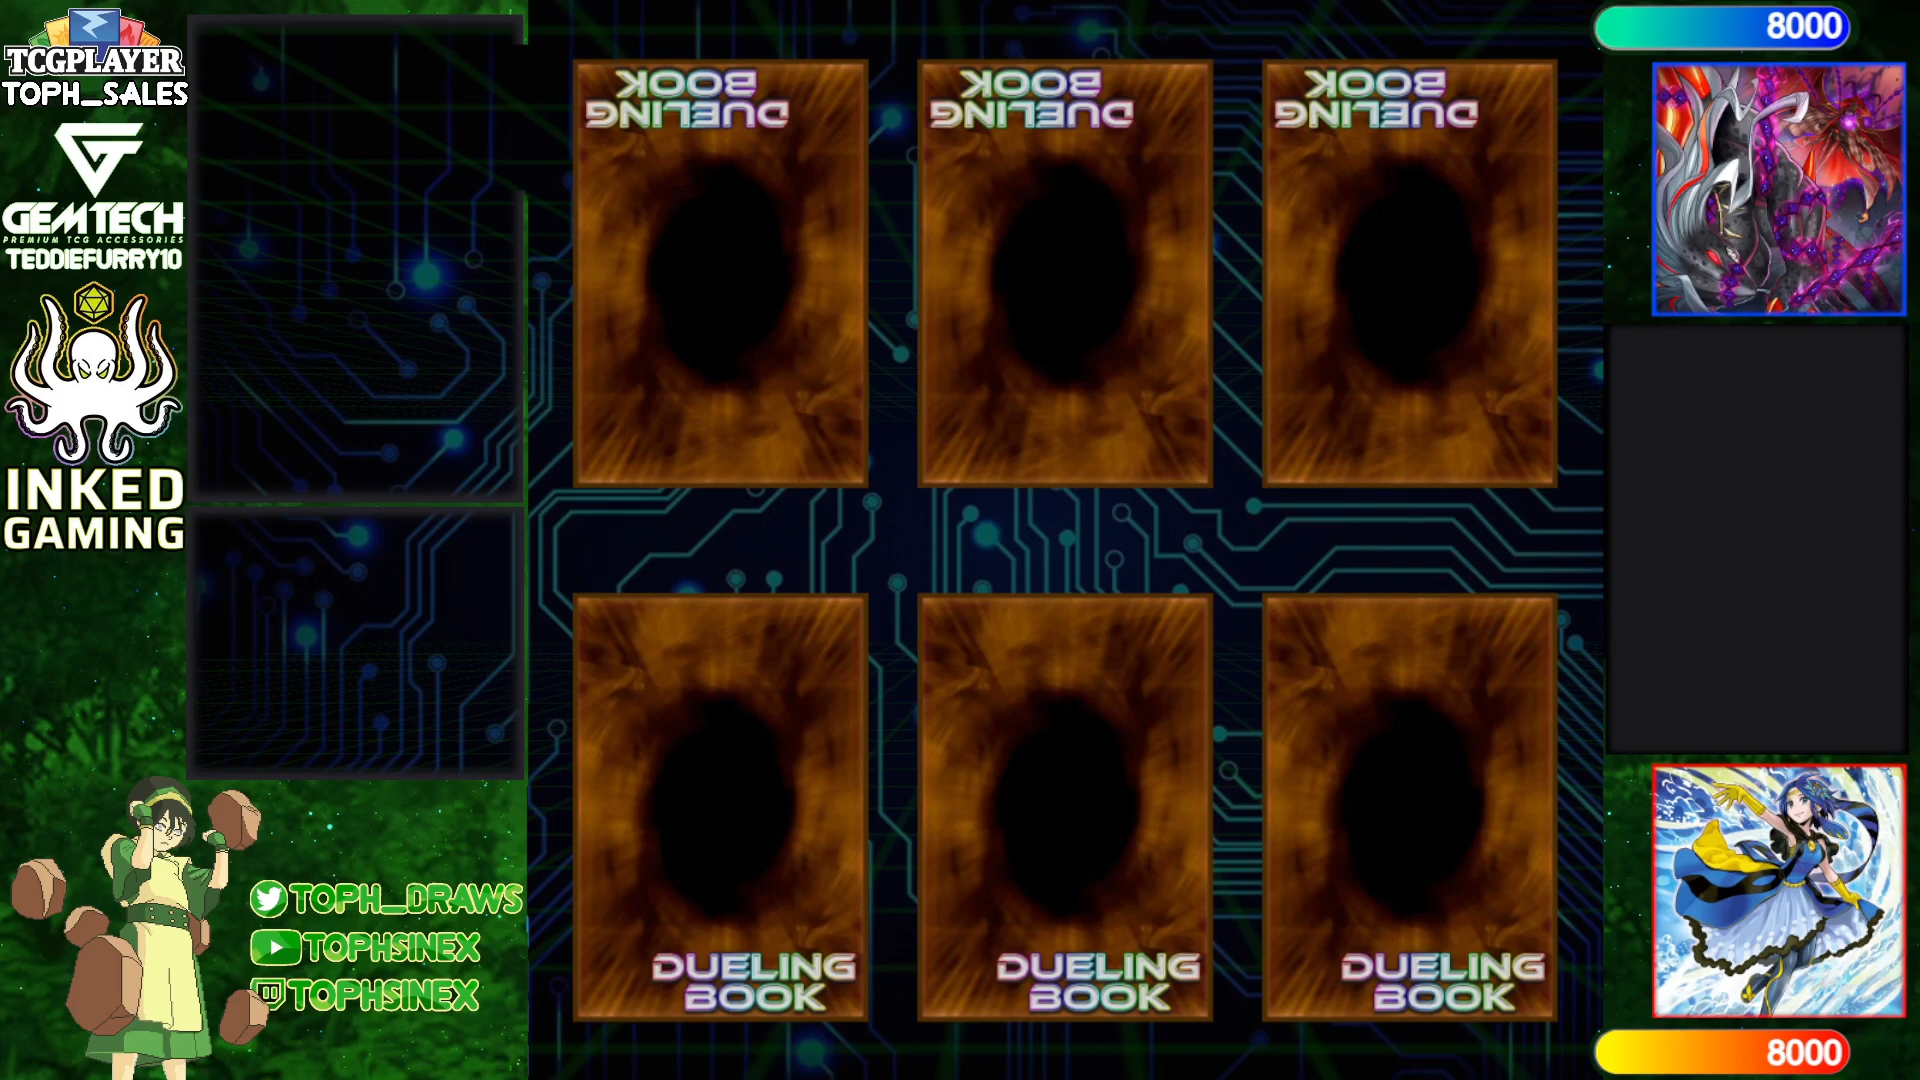 TCGPLAYER
TOPH_SALES
GEMTECH
PREMIUM TCG ACCESSORIES
TEDDIEFURRY10
INKED
GAMING
TOPH_DRAWS
TOPHSINEX
TOPHSINEX
DUELING
BOOK
DUELING
BOOK
DUELING
BOOK
DUELING
BOOK
DUELING
BOOK
DUELING
BOOK
8000
8000